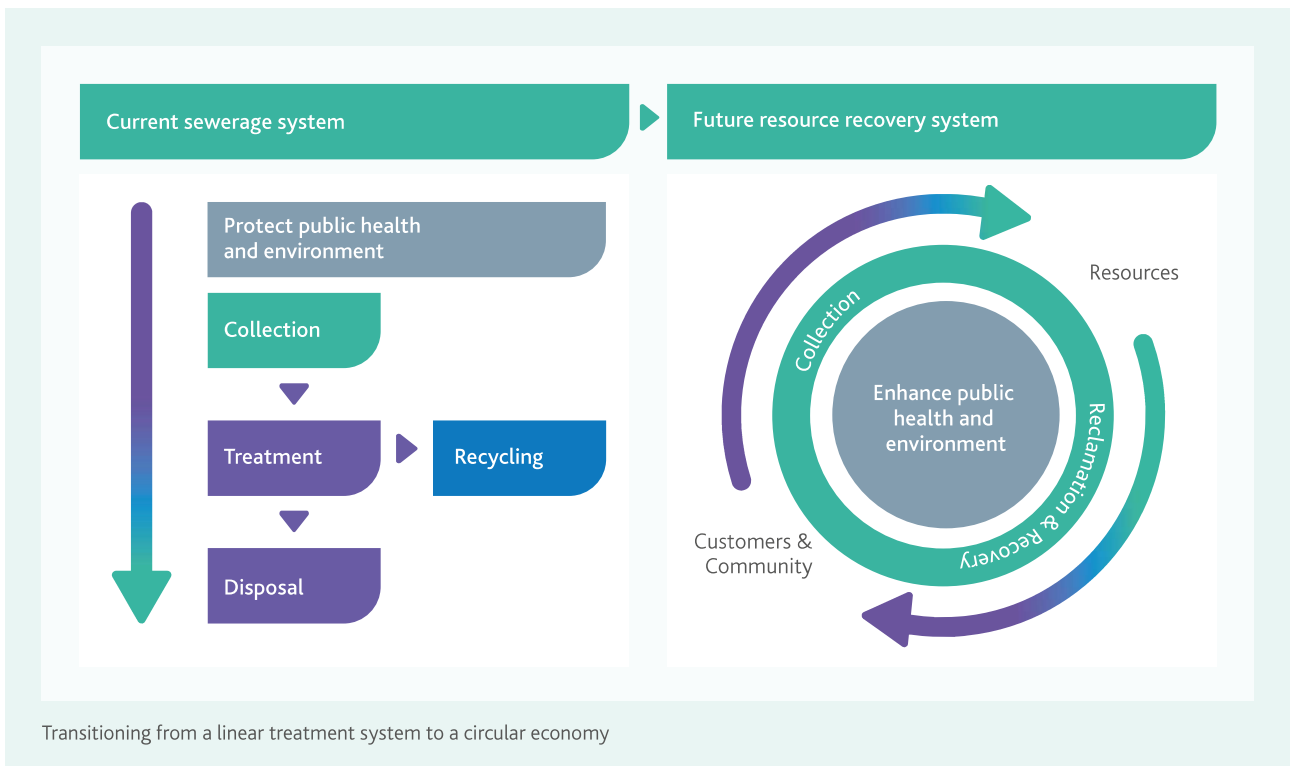 Current sewerage system
Future resource recovery system
Protect public health
and environment
Collection
Treatment
Recycling
Disposal
Resources
Collection
Enhance public
health and
environment
Reclamation & Recovery
Customers &
Community
Transitioning from a linear treatment system to a circular economy